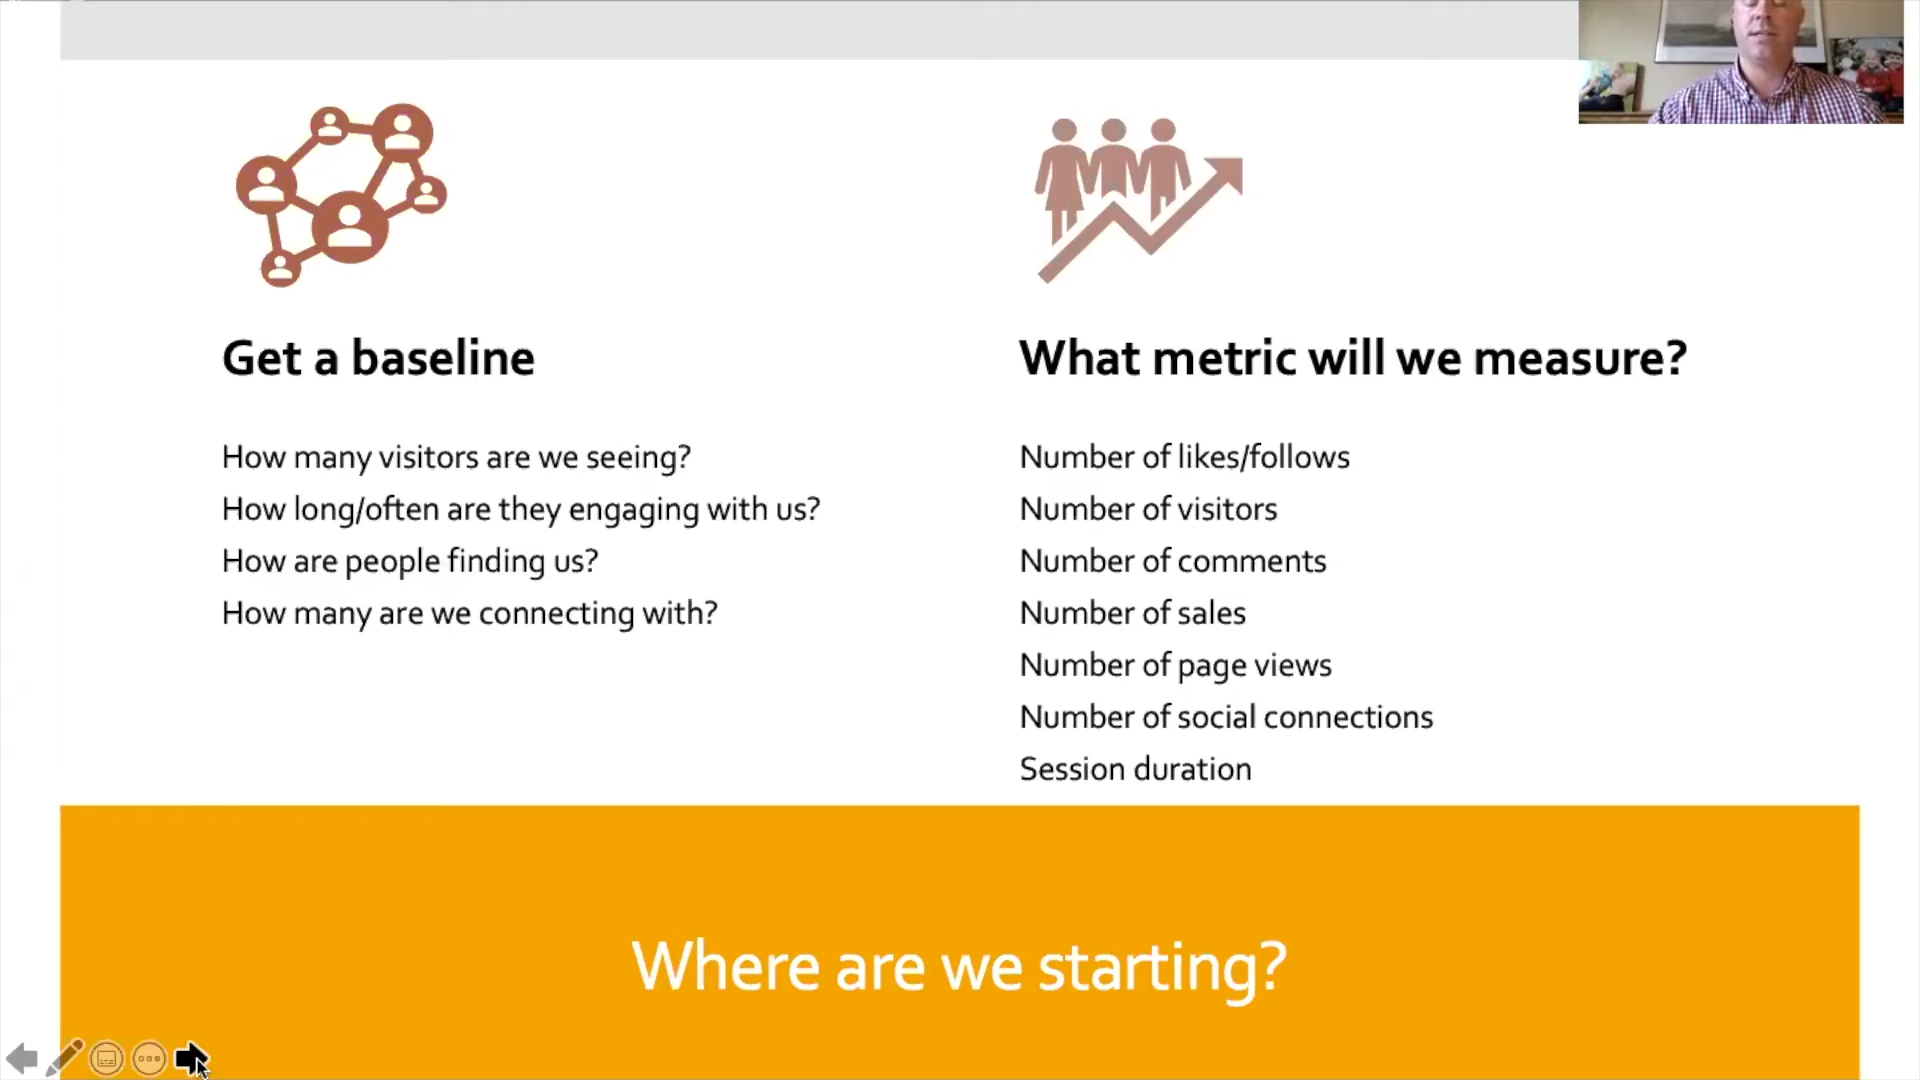 Get a baseline
How many visitors are we seeing?
How long/often are they engaging with us?
How are people finding us?
How many are we connecting with?
What metric will we measure?
Number of likes/follows
Number of visitors
Number of comments
Number of sales
Number of page views
Number of social connections
Session duration
Where are we starting?